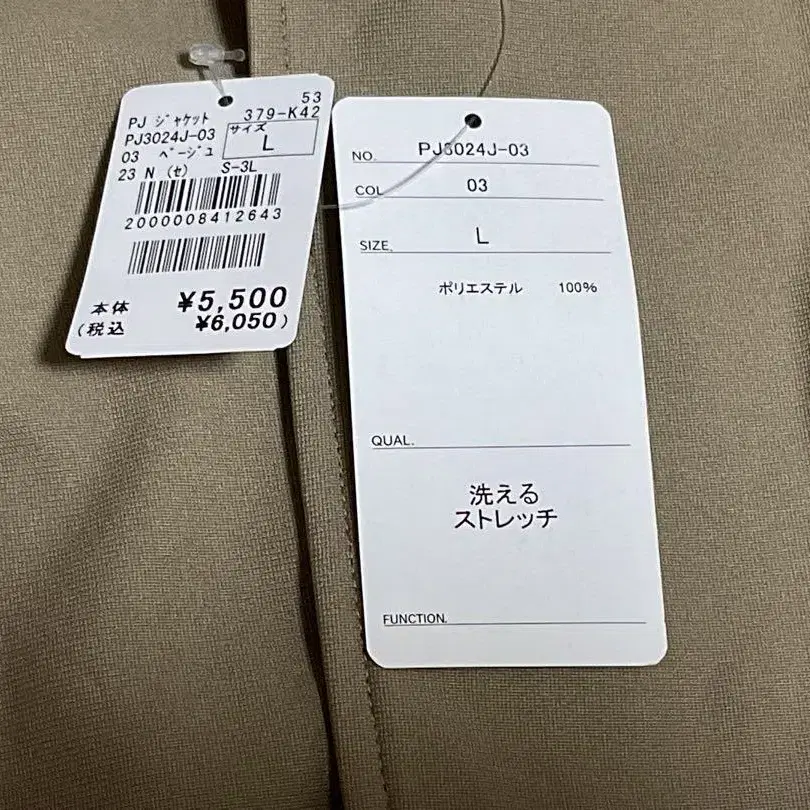 53
PJ ジャケット 379-K42
PJ3024J-03 サイズ
03 ベージュ L
23 N (セ) S-3L
2000008412643
本体 ¥5,500
(税込 ¥6,050)
NO. PJ3024J-03
COL 03
SIZE. L
ポリエステル 100%
QUAL.
洗える
ストレッチ
FUNCTION.